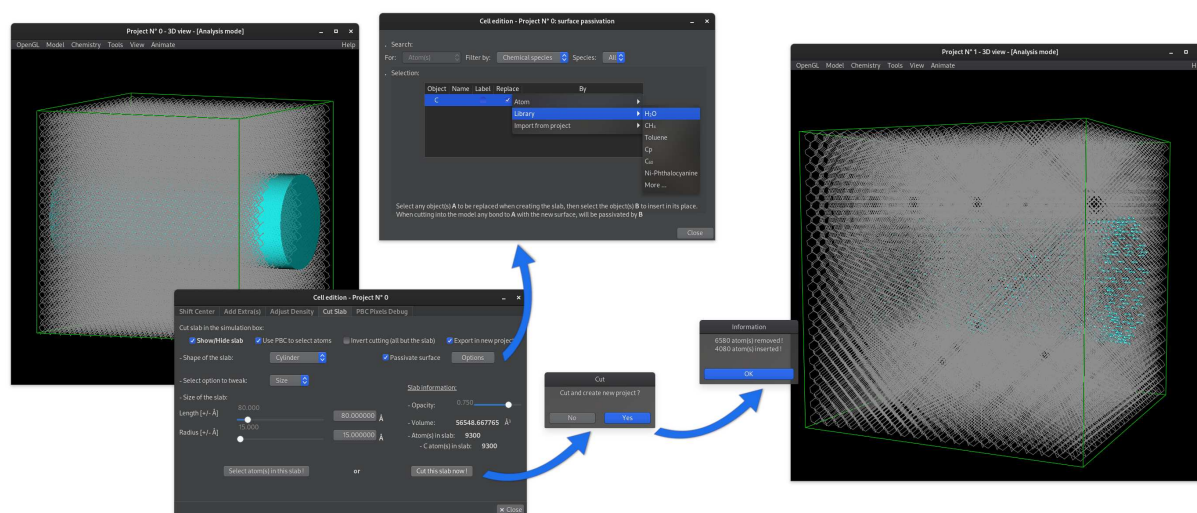 Project N° 0 - 3D view - [Analysis mode]
OpenGL Model Chemistry Tools View Animate Help
Cell edition - Project N° 0: surface passivation
. Search:
For: Atom(s) Filter by: Chemical species Species: All
. Selection:
Object Name Label Replace By
C
Atom
Library
Import from project
H₂O
CH₄
Toluene
Cp
C₆₀
Ni-Phthalocyanine
More ...
Select any object(s) A to be replaced when creating the slab, then select the object(s) B to insert in its place.
When cutting into the model any bond to A with the new surface, will be passivated by B
Close
Cell edition - Project N° 0
Shift Center Add Extra(s) Adjust Density Cut Slab PBC Pixels Debug
Cut slab in the simulation box:
Show/Hide slab Use PBC to select atoms Invert cutting (all but the slab) Export in new project
- Shape of the slab: Cylinder Passivate surface Options
- Select option to tweak: Size
- Size of the slab:
Length [+/- Å] 80.000 80.000000 Å
Radius [+/- Å] 15.000 15.000000 Å
Slab information:
- Opacity: 0.750
- Volume: 56548.667765 Å³
- Atom(s) in slab: 9300
- C atom(s) in slab: 9300
Select atom(s) in this slab ! or Cut this slab now !
Close
Cut
Cut and create new project ?
No Yes
Information
6580 atom(s) removed !
4080 atom(s) inserted !
OK
Project N° 1 - 3D view - [Analysis mode]
OpenGL Model Chemistry Tools View Animate H